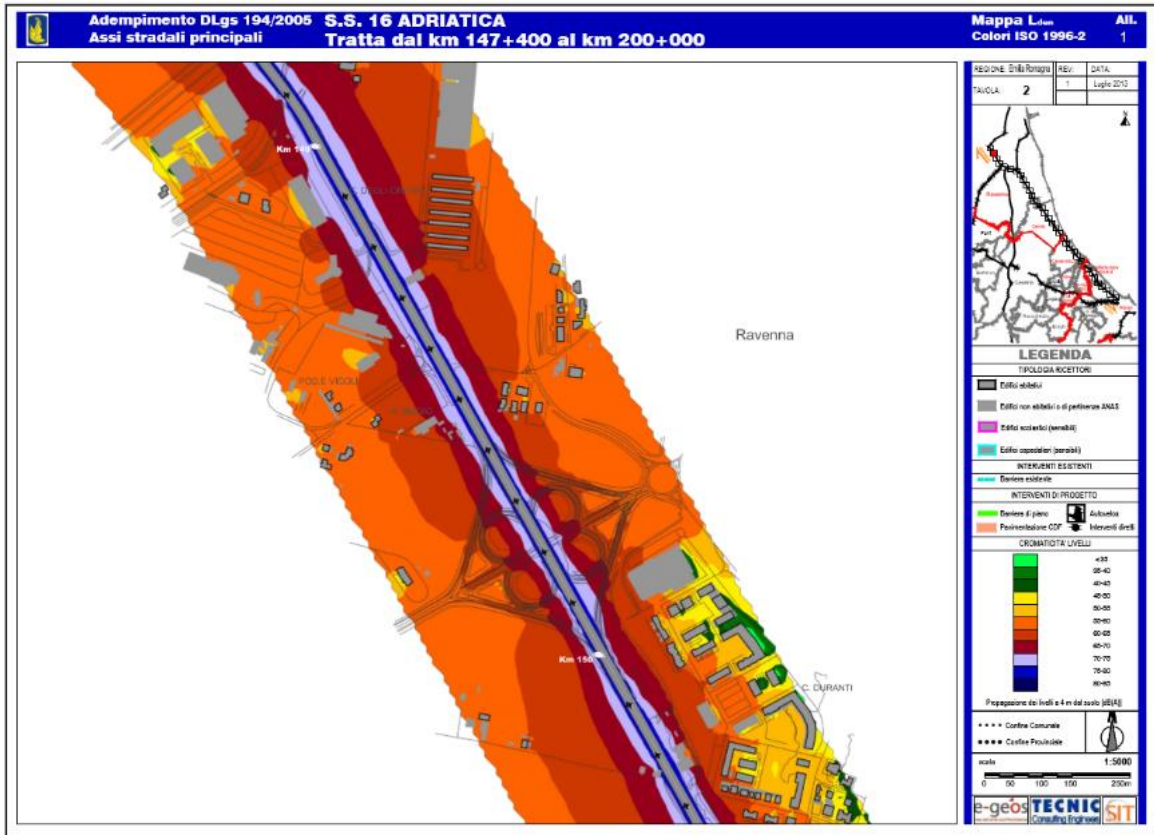 Adempimento DLgs 194/2005
Assi stradali principali
S.S. 16 ADRIATICA
Tratta dal km 147+400 al km 200+000
Mappa Lden
Colori ISO 1996-2
All.
1
REGIONE: Emilia Romagna
REV:
DATA:
TAVOLA: 2
1
Luglio 2013
N
Ravenna
Km 149
POD.E VIGOLI
Ravenna
Km 150
C. DURANTI
LEGENDA
TIPOLOGIA RICETTORI
Edifici abitativi
Edifici non abitativi o di pertinenza ANAS
Edifici scolastici (sensibili)
Edifici ospedalieri (sensibili)
INTERVENTI ESISTENTI
Barriera esistente
INTERVENTI DI PROGETTO
Barriera di piano
Autovelox
Pavimentazione CDF
Interventi diretti
CROMATICITA' LIVELLI
<35
35-40
40-45
45-50
50-55
55-60
60-65
65-70
70-75
75-80
80-85
Propagazione dei livelli a 4 m dal suolo [dB(A)]
Confine Comunale
Confine Provinciale
scala
1:5000
0 50 100 150 250m
e-geos
TECNIC
Consulting Engineers
SIT